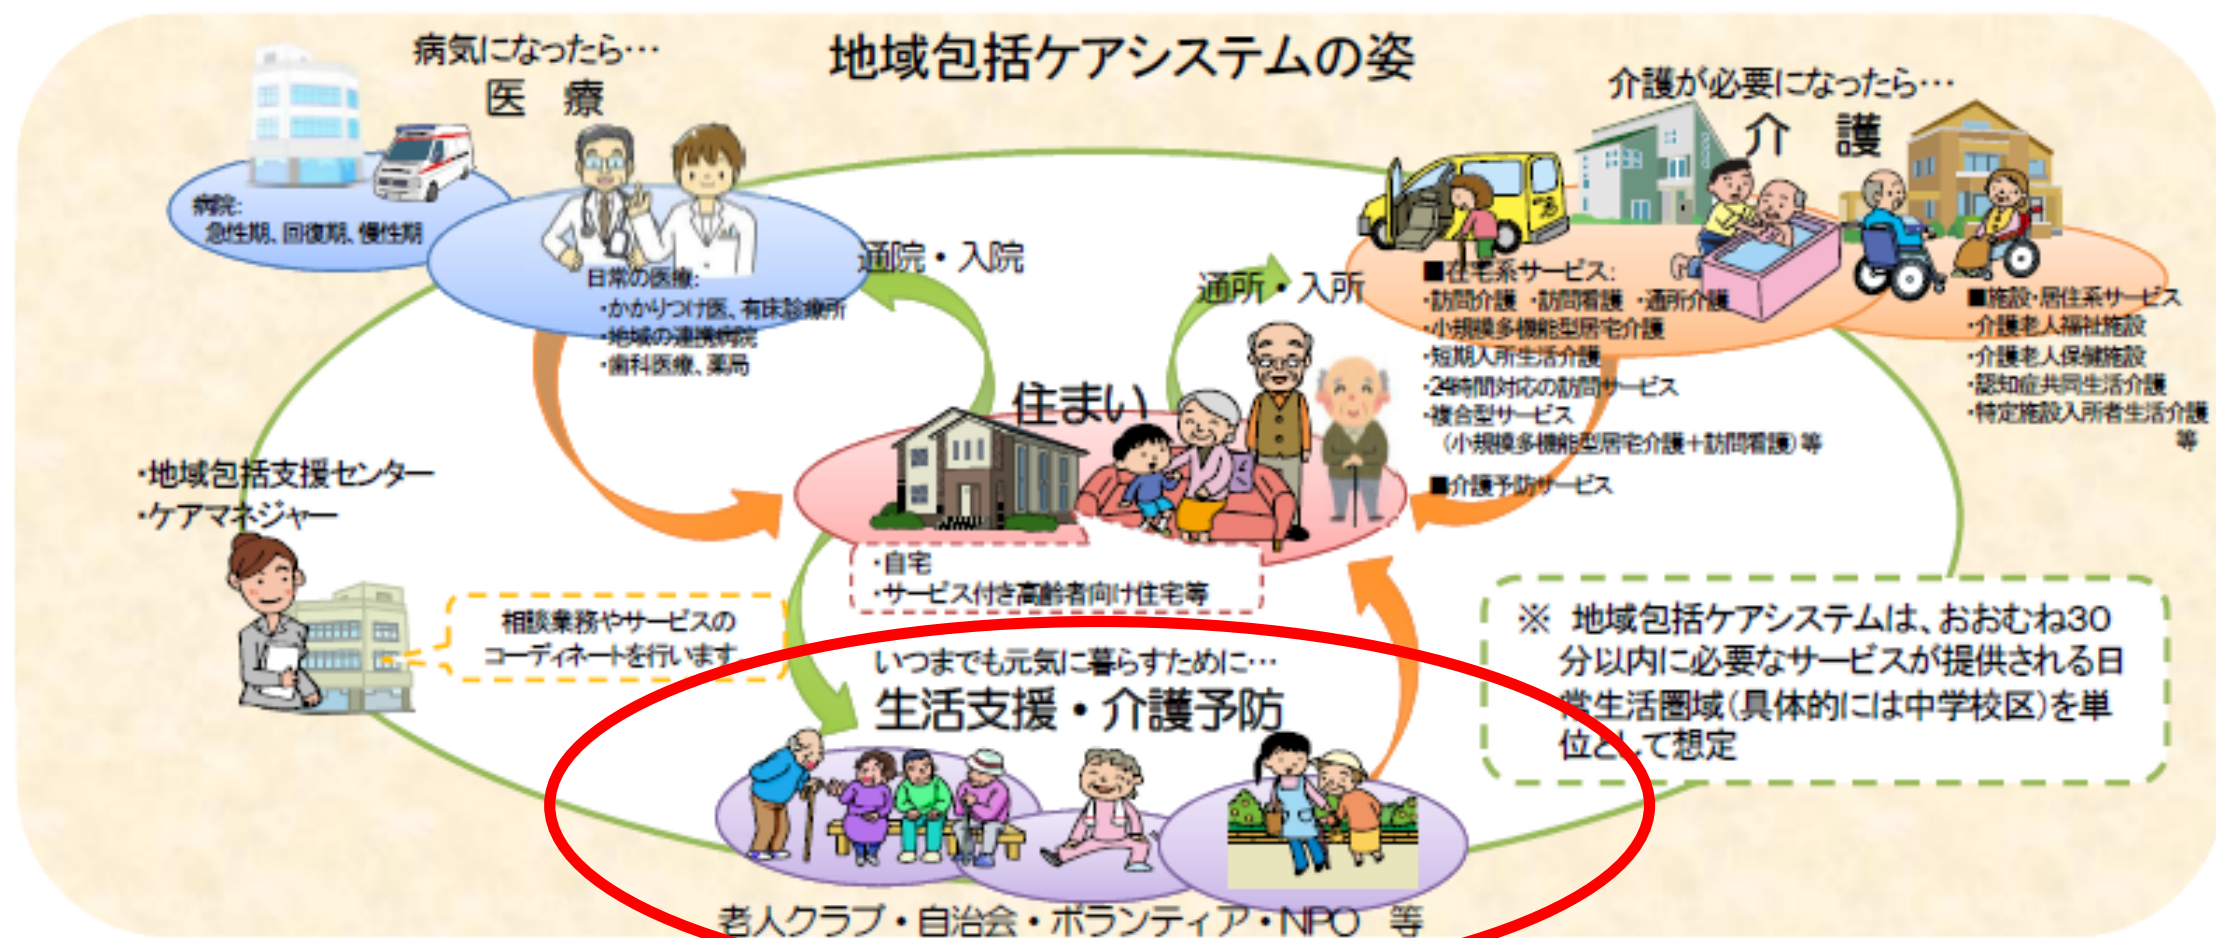 地域包括ケアシステムの姿
病気になったら…
医　療
病院:
急性期、回復期、慢性期
日常の医療:
・かかりつけ医、有床診療所
・地域の連携病院
・歯科医療、薬局
通院・入院
通所・入所
介護が必要になったら…
介　護
■在宅系サービス:
・訪問介護　・訪問看護　・通所介護
・小規模多機能型居宅介護
・短期入所生活介護
・24時間対応の訪問サービス
・複合型サービス
（小規模多機能型居宅介護＋訪問看護）等
■介護予防サービス
■施設・居住系サービス
・介護老人福祉施設
・介護老人保健施設
・認知症共同生活介護
・特定施設入所者生活介護
等
住まい
・自宅
・サービス付き高齢者向け住宅等
・地域包括支援センター
・ケアマネジャー
相談業務やサービスの
コーディネートを行います
いつまでも元気に暮らすために…
生活支援・介護予防
老人クラブ・自治会・ボランティア・NPO　等
※　地域包括ケアシステムは、おおむね30
分以内に必要なサービスが提供される日
常生活圏域（具体的には中学校区）を単
位として想定